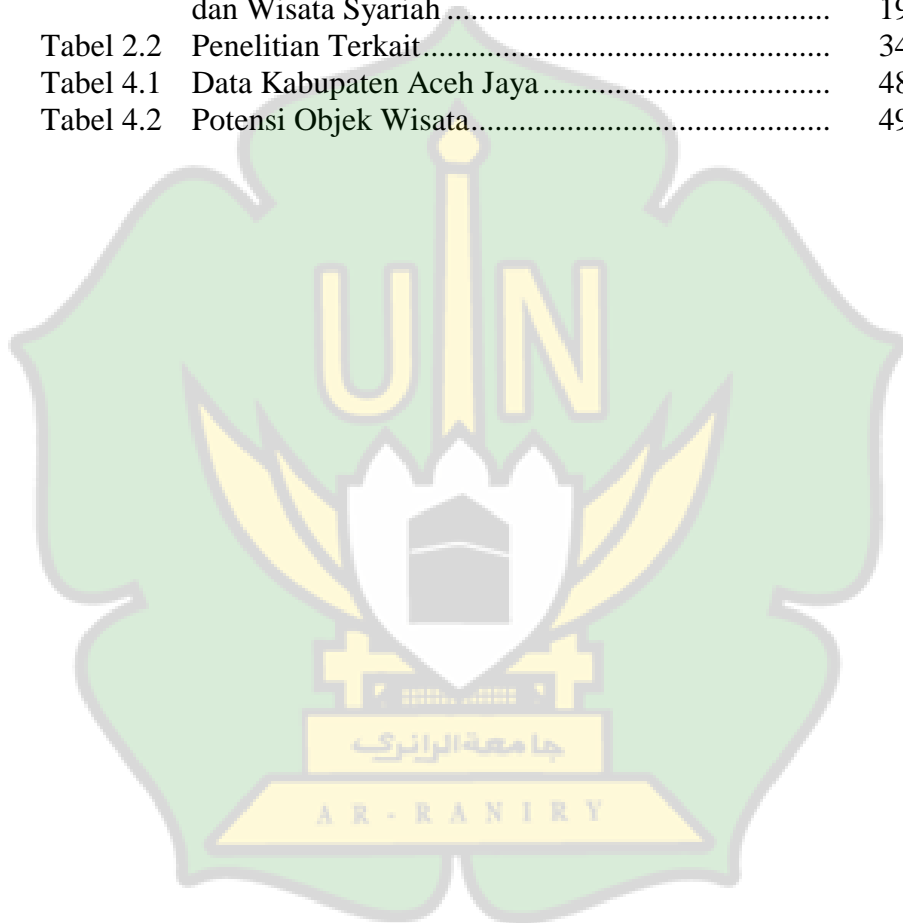 dan Wisata Syariah ................................................ 19
Tabel 2.2 Penelitian Terkait ................................................... 34
Tabel 4.1 Data Kabupaten Aceh Jaya .................................... 48
Tabel 4.2 Potensi Objek Wisata ............................................. 49
UIN
جامعة الرانري
AR-RANIRY